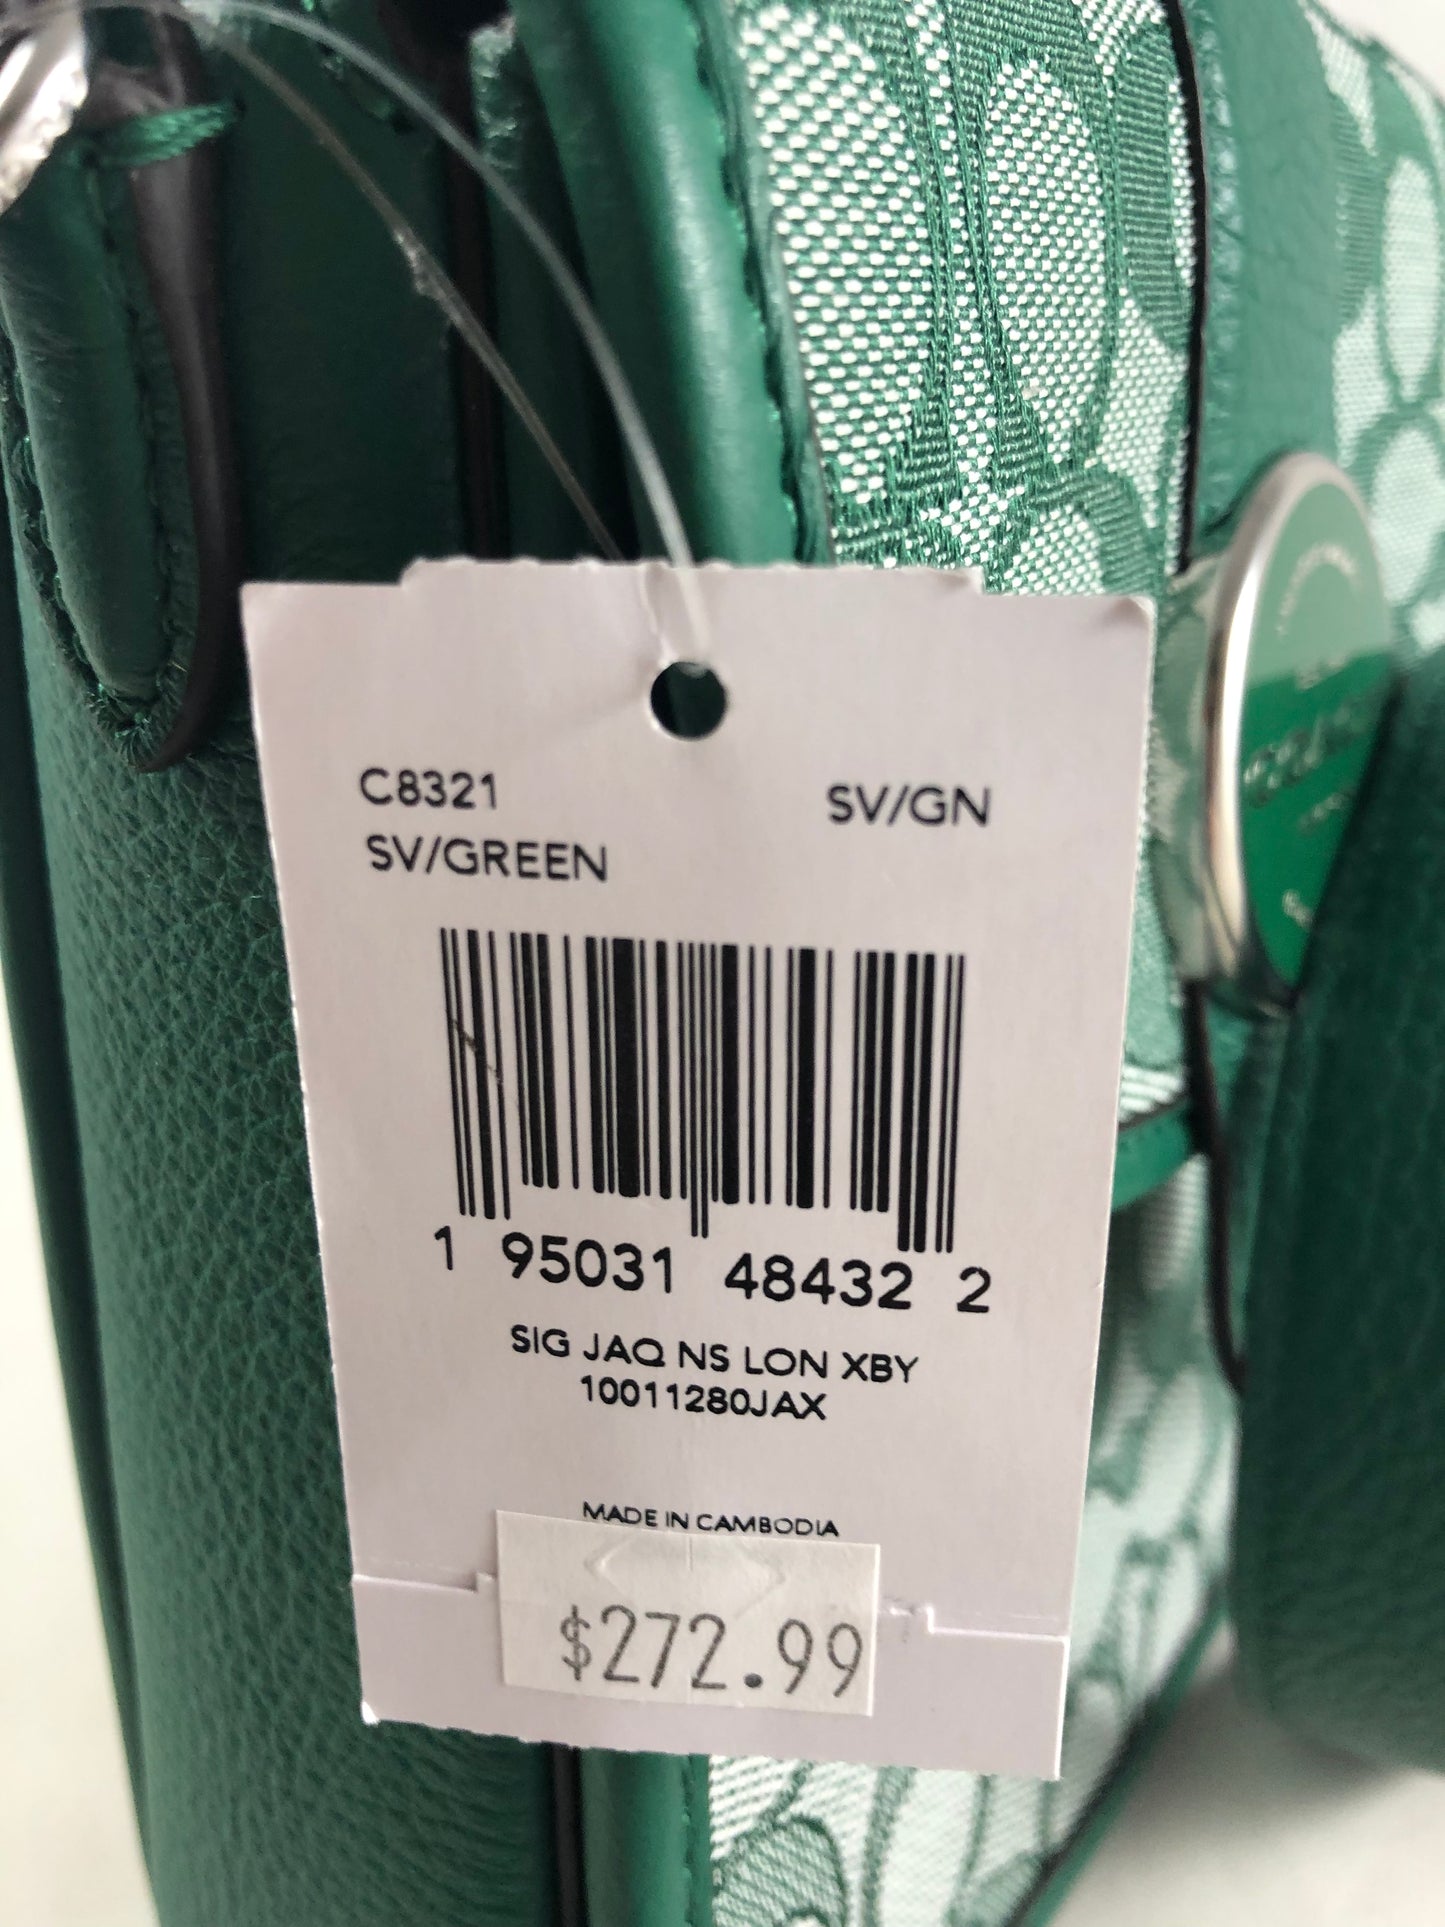 C8321 SV/GN
SV/GREEN
1 95031 48432 2
SIG JAQ NS LON XBY
10011280JAX
MADE IN CAMBODIA
$272.99